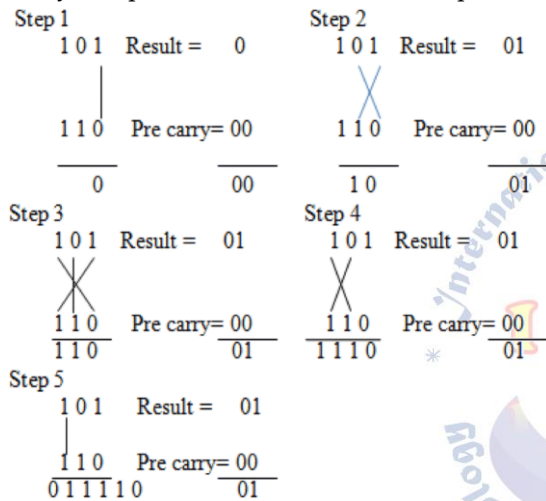 Step 1 Step 2
1 0 1 Result = 0 1 0 1 Result = 01
1 1 0 Pre carry= 00 1 1 0 Pre carry= 00
0 00 1 0 01
Step 3 Step 4
1 0 1 Result = 01 1 0 1 Result = 01
1 1 0 Pre carry= 00 1 1 0 Pre carry= 00
1 1 0 01 1 1 1 0 01
Step 5
1 0 1 Result = 01
1 1 0 Pre carry= 00
0 1 1 1 1 0 01